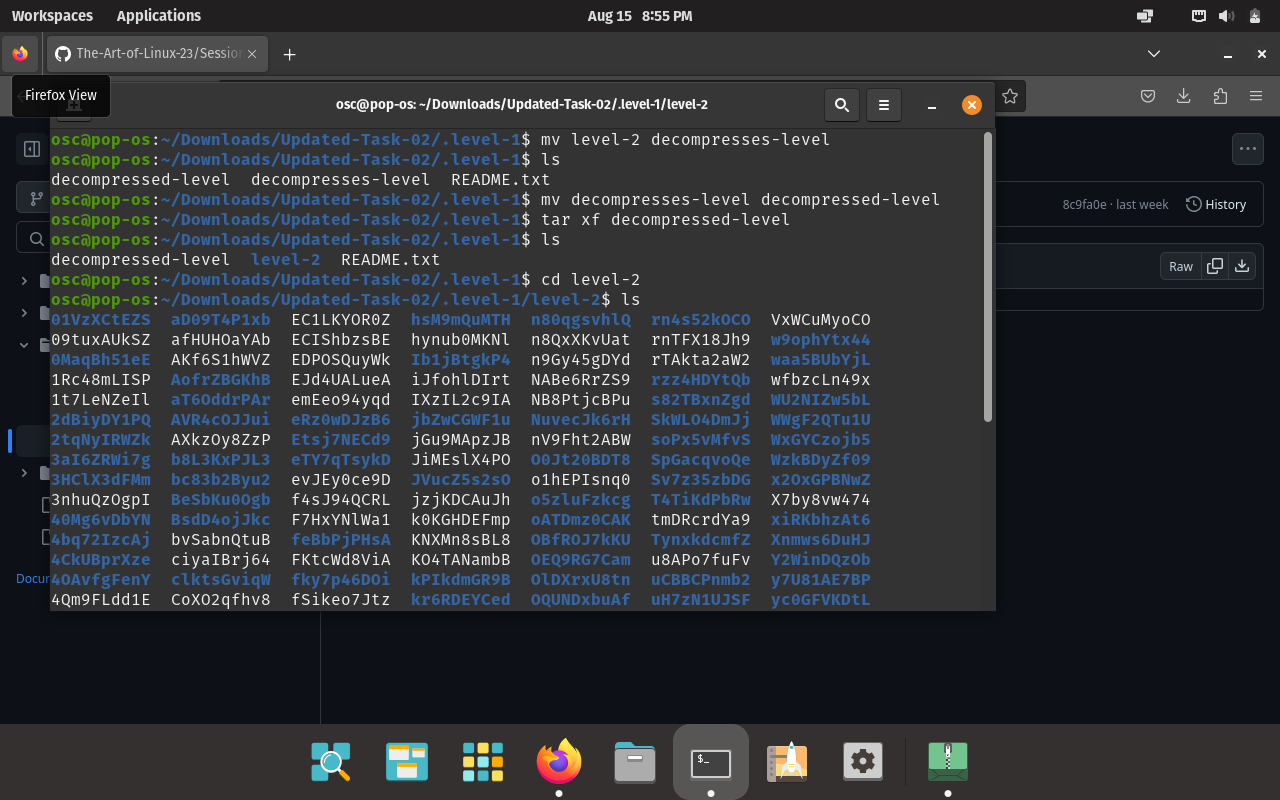 Workspaces Applications Aug 15 8:55 PM
The-Art-of-Linux-23/Session
Firefox View
osc@pop-os: ~/Downloads/Updated-Task-02/.level-1/level-2
osc@pop-os:~/Downloads/Updated-Task-02/.level-1$ mv level-2 decompresses-level
osc@pop-os:~/Downloads/Updated-Task-02/.level-1$ ls
decompressed-level decompresses-level README.txt
osc@pop-os:~/Downloads/Updated-Task-02/.level-1$ mv decompresses-level decompressed-level
osc@pop-os:~/Downloads/Updated-Task-02/.level-1$ tar xf decompressed-level
osc@pop-os:~/Downloads/Updated-Task-02/.level-1$ ls
decompressed-level level-2 README.txt
osc@pop-os:~/Downloads/Updated-Task-02/.level-1$ cd level-2
osc@pop-os:~/Downloads/Updated-Task-02/.level-1/level-2$ ls
01VzXCtEZS aD09T4P1xb EC1LKYOR0Z hsM9mQuMTH n80qgsvhlQ rn4s52kOCO VxWCuMyoCO
09tuxAUkSZ afHUHOaYAb ECIShbzsBE hynub0MKNl n8QxXKvUat rnTFX18Jh9 w9ophYtx44
0MaqBh51eE AKf6S1hWVZ EDPOSQuyWk Ib1jBtgkP4 n9Gy45gDYd rTAkta2aW2 waa5BUbYjL
1Rc48mLISP AofrZBGKhB EJd4UALueA iJfohlDIrt NABe6RrZS9 rzz4HDYtQb wfbzcLn49x
1t7LeNZeIl aT6OddrPAr emEeo94yqd IXzIL2c9IA NB8PtjcBPu s82TBxnZgd WU2NIZw5bL
2dBiyDY1PQ AVR4cOJJui eRz0wDJzB6 jbZwCGWF1u NuvecJk6rH SkWLO4DmJj WWgF2QTu1U
2tqNyIRWZk AXkzOy8ZzP Etsj7NECd9 jGu9MApzJB nV9Fht2ABW soPx5vMfvS WxGYCzojb5
3aI6ZRWi7g b8L3KxPJL3 eTY7qTsykD JiMEslX4PO O0Jt20BDT8 SpGacqvoQe WzkBDyZf09
3HClX3dFMm bc83b2Byu2 evJEy0ce9D JVucZ5s2sO o1hEPIsnq0 Sv7z35zbDG x2OxGPBNwZ
3nhuQzOgpI BeSbKu0Ogb f4sJ94QCRL jzjKDCAuJh o5zluFzkcg T4TiKdPbRw X7by8vw474
40Mg6vDbYN BsdD4ojJkc F7HxYNlWa1 k0KGHDEFmp oATDmz0CAK tmDRcrdYa9 xiRKbhzAt6
4bq72IzcAj bvSabnQtuB feBbPjPHsA KNXMn8sBL8 OBfROJ7kKU TynxkdcmfZ Xnmws6DuHJ
4CkUBprXze ciyaIBrj64 FKtcWd8ViA KO4TANambB OEQ9RG7Cam u8APo7fuFv Y2WinDQzOb
4OAvfgFenY clktsGviqW fky7p46DOi kPIkdmGR9B OlDXrxU8tn uCBBCPnmb2 y7U81AE7BP
4Qm9FLdd1E CoXO2qfhv8 fSikeo7Jtz kr6RDEYCed OQUNDxbuAf uH7zN1UJSF yc0GFVKDtL
8c9fa0e · last week History
Raw
Docum
$_